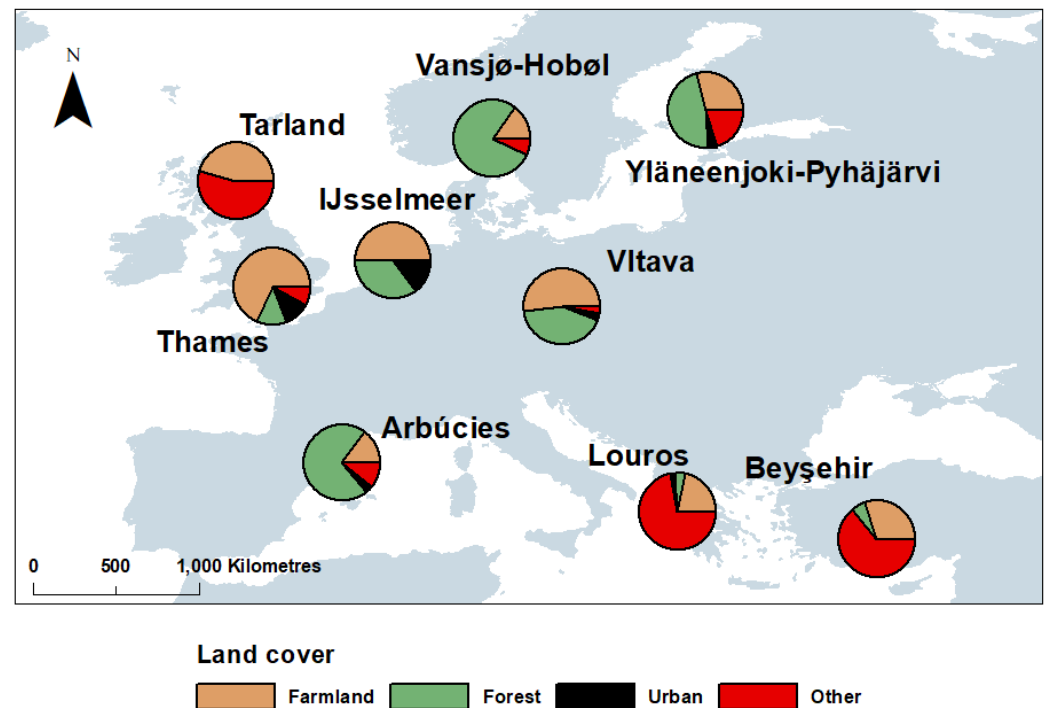 N
Vansjø-Hobøl
Tarland
Yläneenjoki-Pyhäjärvi
IJsselmeer
Vltava
Thames
Arbúcies
Louros
Beyşehir
0 500 1,000 Kilometres
Land cover
Farmland Forest Urban Other